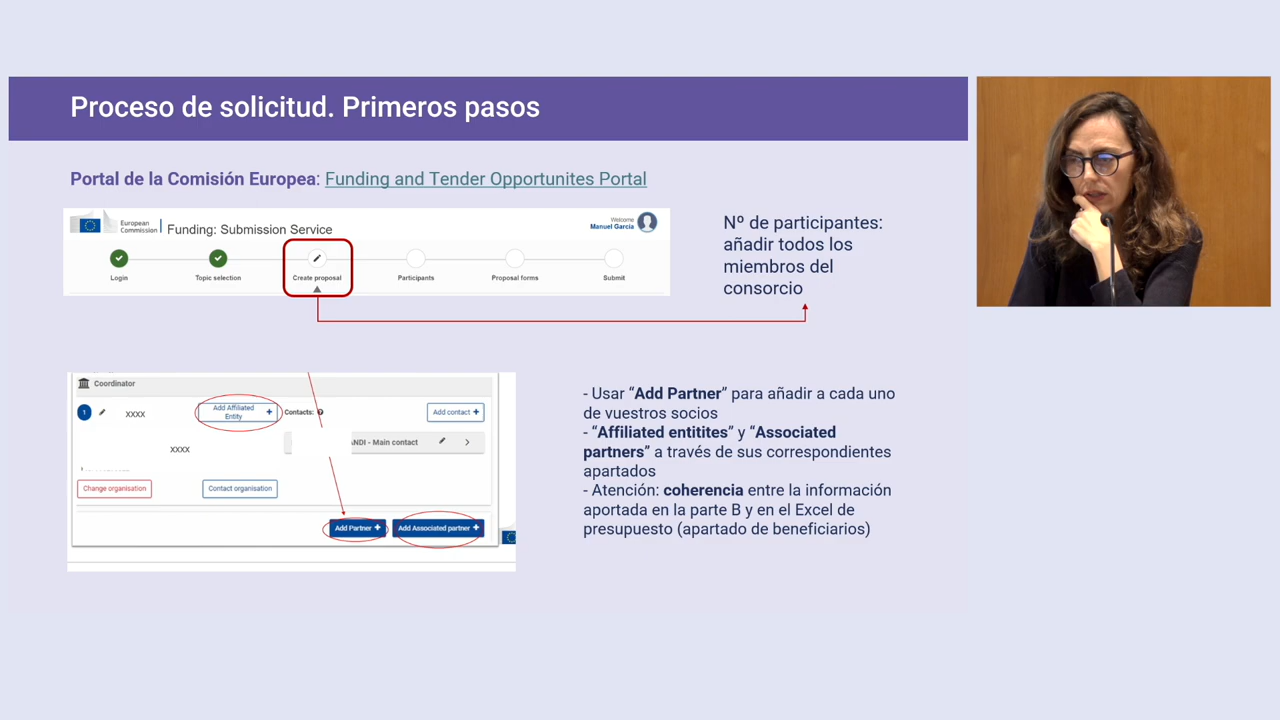 Proceso de solicitud. Primeros pasos
Portal de la Comisión Europea: Funding and Tender Opportunites Portal
European
Commission
Funding: Submission Service
Welcome
Manuel Garcia
Login
Topic selection
Create proposal
Participants
Proposal forms
Submit
Nº de participantes:
añadir todos los
miembros del
consorcio
Coordinator
1
XXXX
Add Affiliated
Entity +
Contacts:
Add contact +
XXXX
ANDI - Main contact
Change organisation
Contact organisation
Add Partner +
Add Associated partner +
- Usar “Add Partner” para añadir a cada uno
de vuestros socios
- “Affiliated entitites” y “Associated
partners” a través de sus correspondientes
apartados
- Atención: coherencia entre la información
aportada en la parte B y en el Excel de
presupuesto (apartado de beneficiarios)